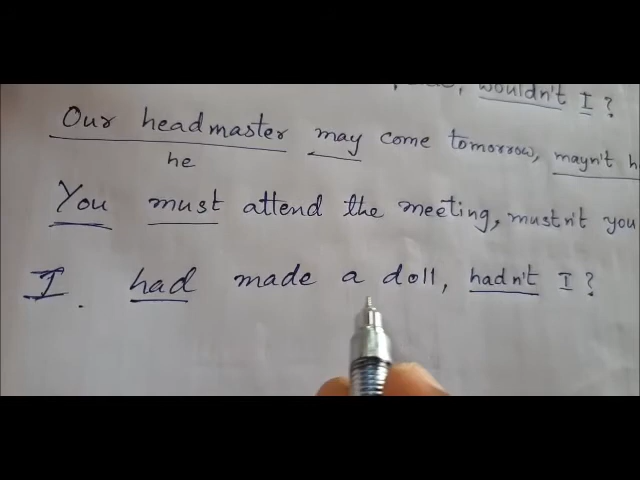 wouldn't I?
Our headmaster may come tomorrow, mayn't h
he
You must attend the meeting, mustn't you
I. had made a doll, hadn't I?